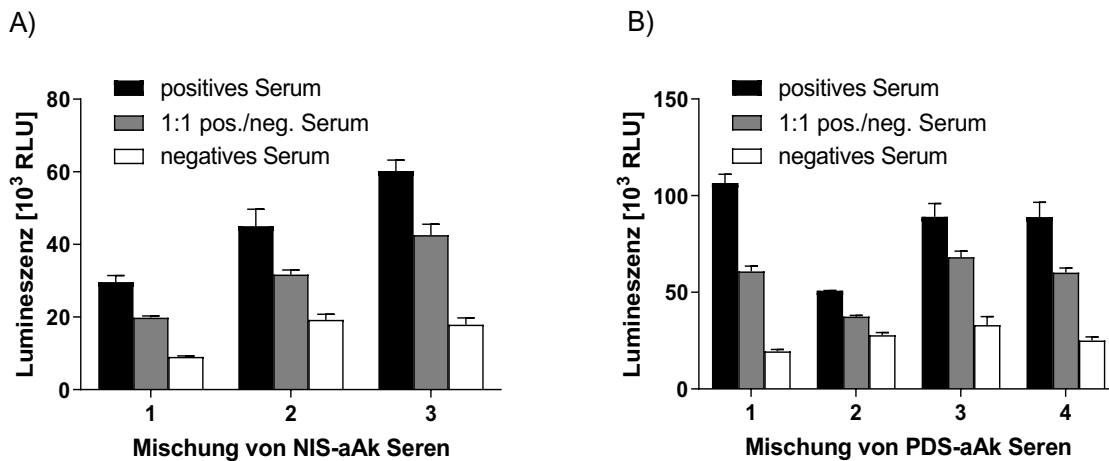 A)
positives Serum
1:1 pos./neg. Serum
negatives Serum
Lumineszenz [10³ RLU]
80
60
40
20
0
1 2 3
Mischung von NIS-aAk Seren
B)
positives Serum
1:1 pos./neg. Serum
negatives Serum
Lumineszenz [10³ RLU]
150
100
50
0
1 2 3 4
Mischung von PDS-aAk Seren